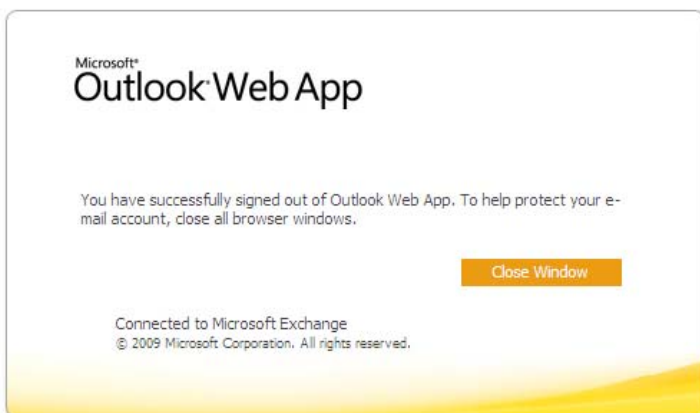 Microsoft®
Outlook® Web App
You have successfully signed out of Outlook Web App. To help protect your e-
mail account, close all browser windows.
Close Window
Connected to Microsoft Exchange
© 2009 Microsoft Corporation. All rights reserved.